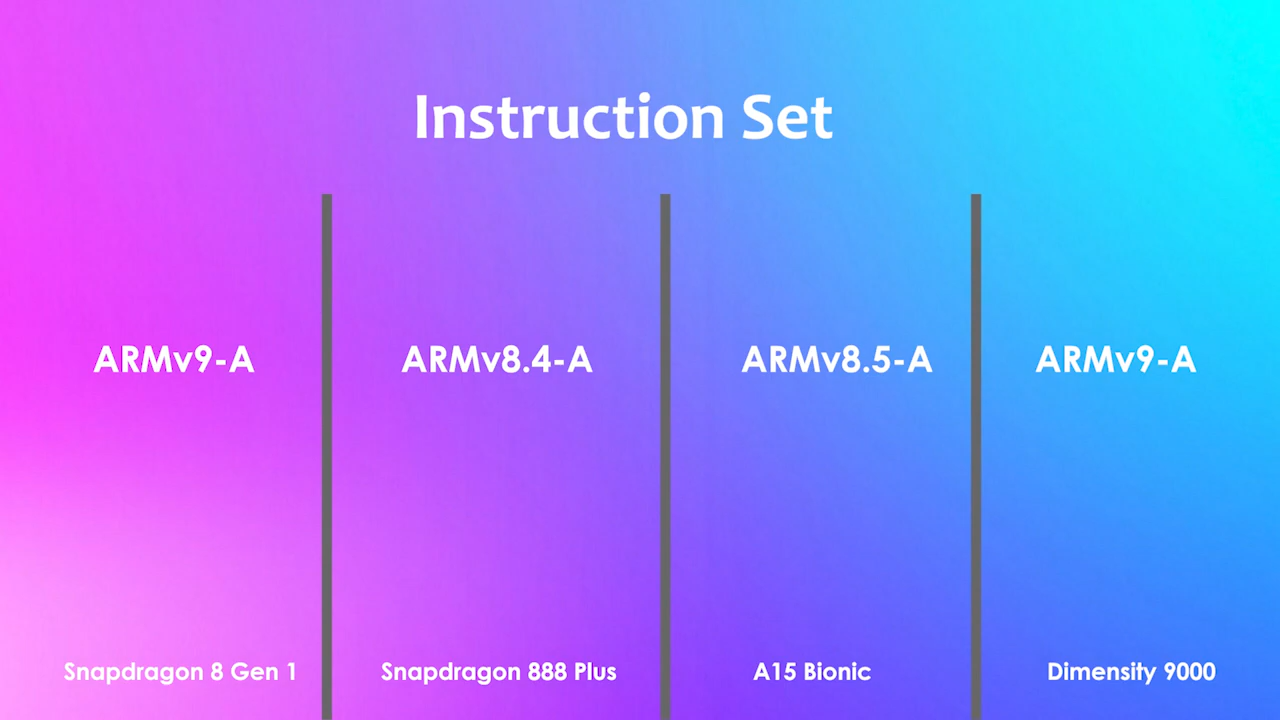 Instruction Set
ARMv9-A
ARMv8.4-A
ARMv8.5-A
ARMv9-A
Snapdragon 8 Gen 1
Snapdragon 888 Plus
A15 Bionic
Dimensity 9000